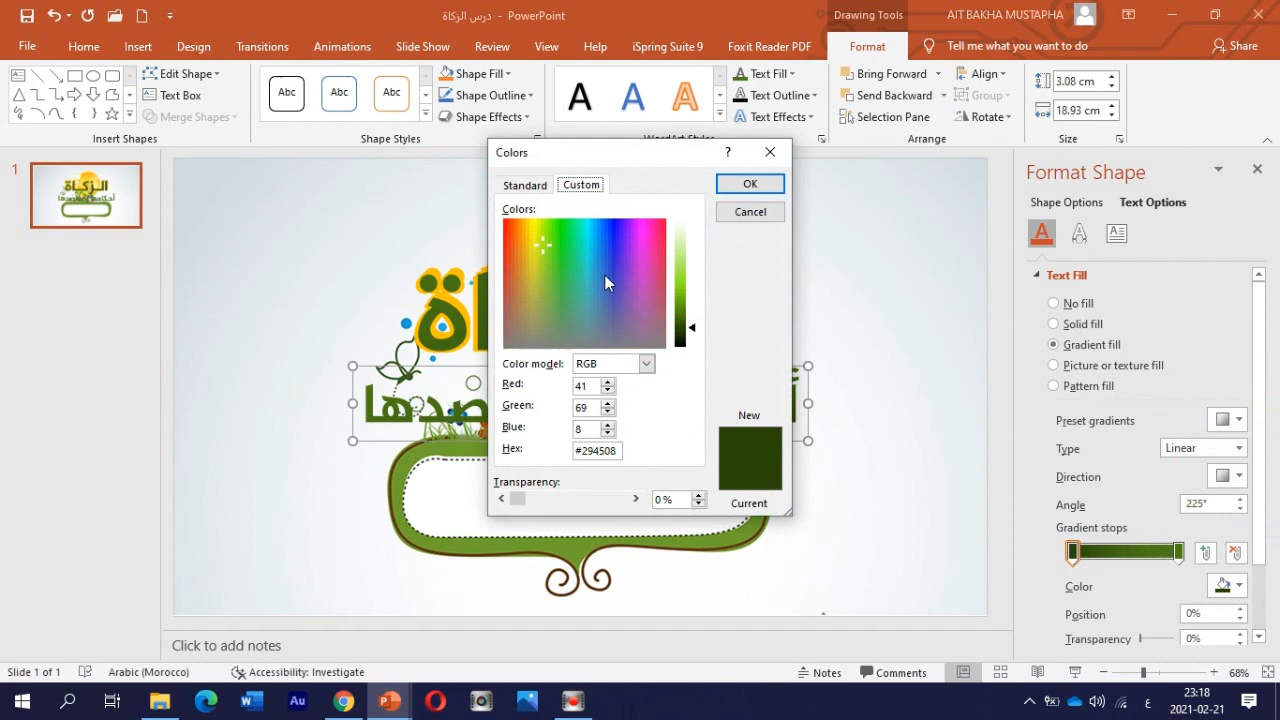 درس الزكاة - PowerPoint
Drawing Tools
AIT BAKHA MUSTAPHA
File
Home
Insert
Design
Transitions
Animations
Slide Show
Review
View
Help
iSpring Suite 9
Foxit Reader PDF
Format
Tell me what you want to do
Share
Edit Shape
Text Box
Merge Shapes
Insert Shapes
Abc
Abc
Abc
Shape Fill
Shape Outline
Shape Effects
Shape Styles
A
A
A
Text Fill
Text Outline
Text Effects
WordArt Styles
Bring Forward
Send Backward
Selection Pane
Align
Group
Rotate
Arrange
3.08 cm
18.93 cm
Size
1
الزكاة
Colors
?
Standard
Custom
OK
Cancel
Colors:
Color model:
RGB
Red:
41
Green:
69
Blue:
8
Hex:
#294508
Transparency:
0 %
New
Current
Format Shape
Shape Options
Text Options
Text Fill
No fill
Solid fill
Gradient fill
Picture or texture fill
Pattern fill
Preset gradients
Type
Linear
Direction
Angle
225°
Gradient stops
Color
Position
0%
Transparency
0%
Click to add notes
Slide 1 of 1
Arabic (Morocco)
Accessibility: Investigate
Notes
Comments
68%
23:18
2021-02-21
ع